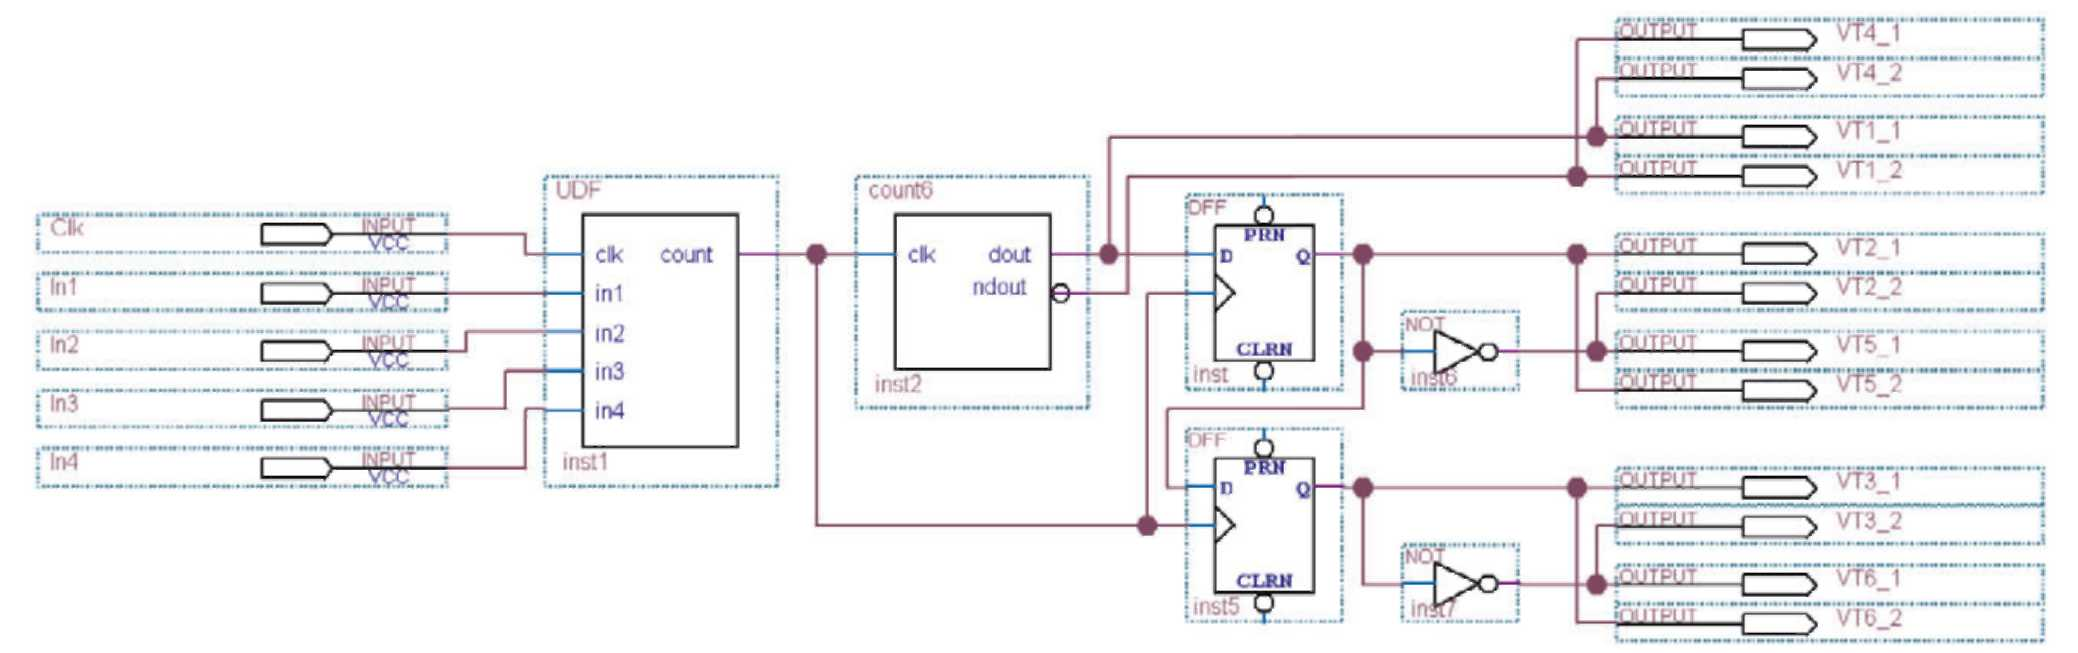 Clk
INPUT
VCC
In1
INPUT
VCC
In2
INPUT
VCC
In3
INPUT
VCC
In4
INPUT
VCC
UDF
clk count
in1
in2
in3
in4
inst1
count6
clk dout
ndout
inst2
DFF
PRN
D Q
CLRN
inst
DFF
PRN
D Q
CLRN
inst5
NOT
inst6
NOT
inst7
OUTPUT VT4_1
OUTPUT VT4_2
OUTPUT VT1_1
OUTPUT VT1_2
OUTPUT VT2_1
OUTPUT VT2_2
OUTPUT VT5_1
OUTPUT VT5_2
OUTPUT VT3_1
OUTPUT VT3_2
OUTPUT VT6_1
OUTPUT VT6_2